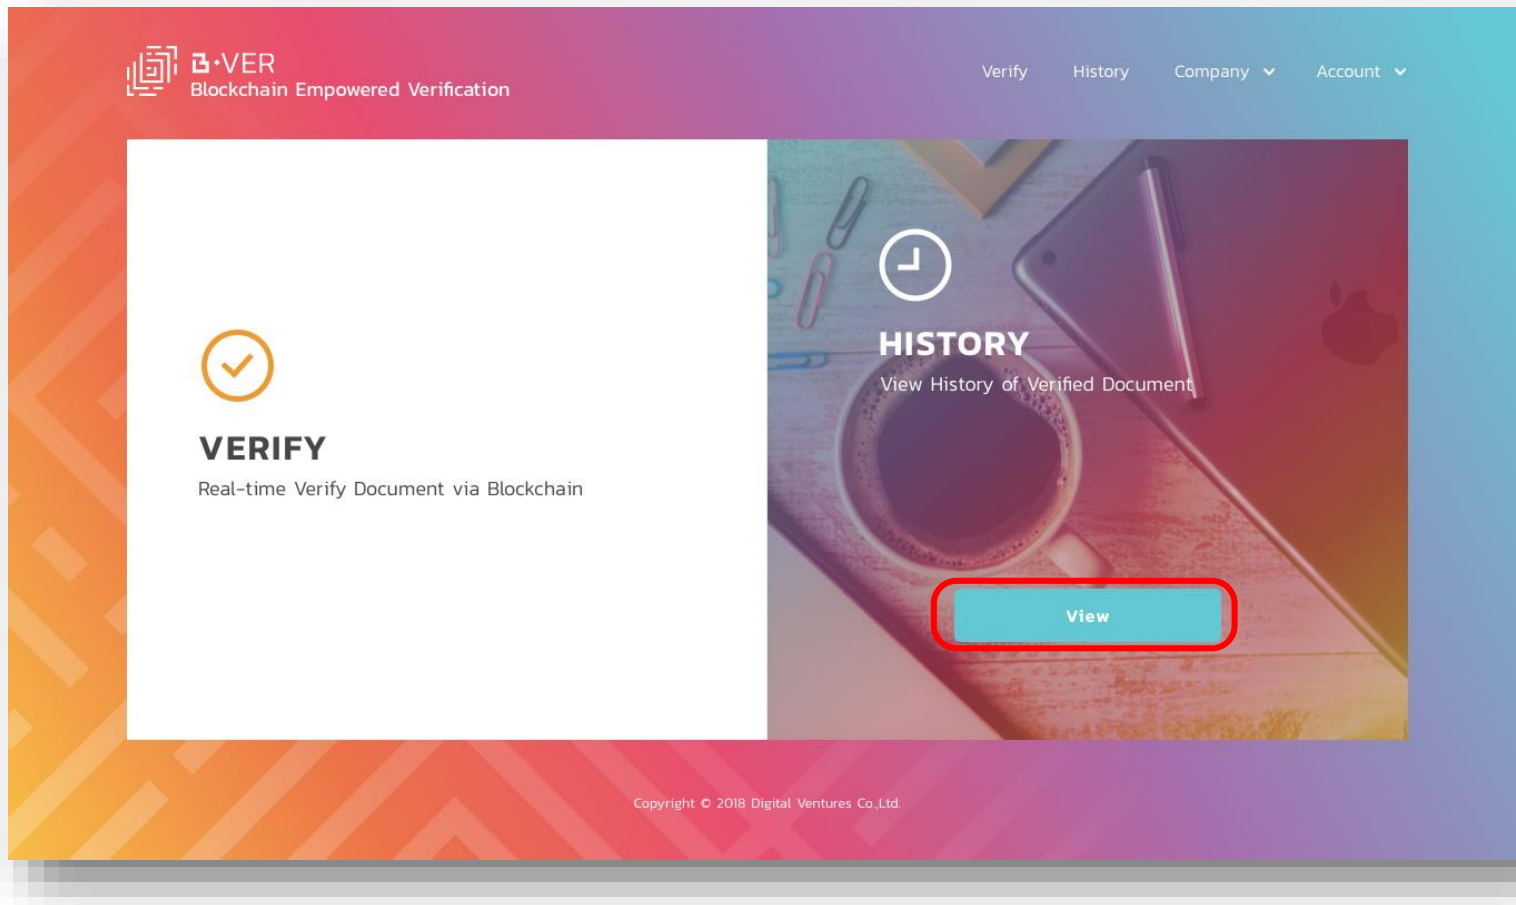 B·VER
Blockchain Empowered Verification
Verify History Company Account
VERIFY
Real-time Verify Document via Blockchain
HISTORY
View History of Verified Document
View
Copyright © 2018 Digital Ventures Co.,Ltd.